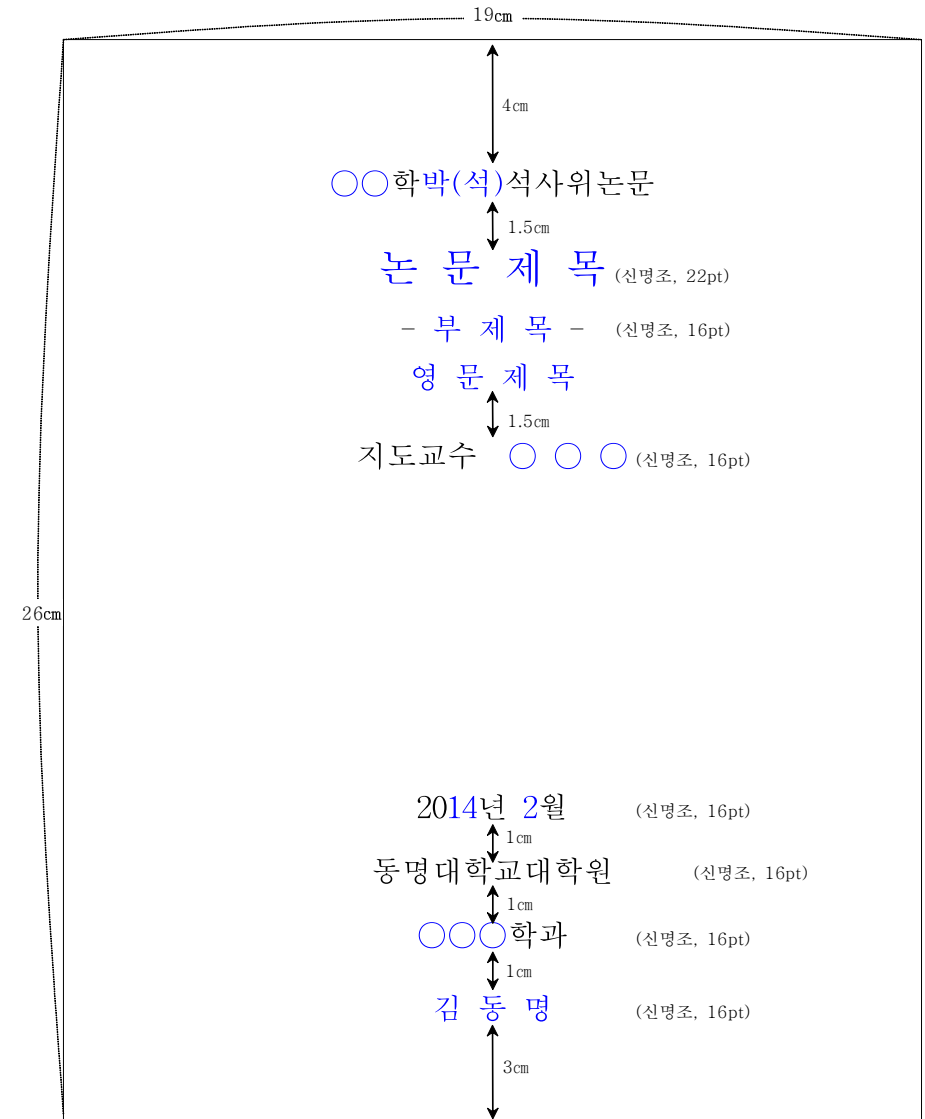 19㎝
4㎝
○○학박(석)석사위논문
1.5㎝
논 문 제 목 (신명조, 22pt)
- 부 제 목 - (신명조, 16pt)
영 문 제 목
1.5㎝
지도교수 ○ ○ ○ (신명조, 16pt)
26㎝
2014년 2월 (신명조, 16pt)
1㎝
동명대학교대학원 (신명조, 16pt)
1㎝
○○○학과 (신명조, 16pt)
1㎝
김 동 명 (신명조, 16pt)
3㎝